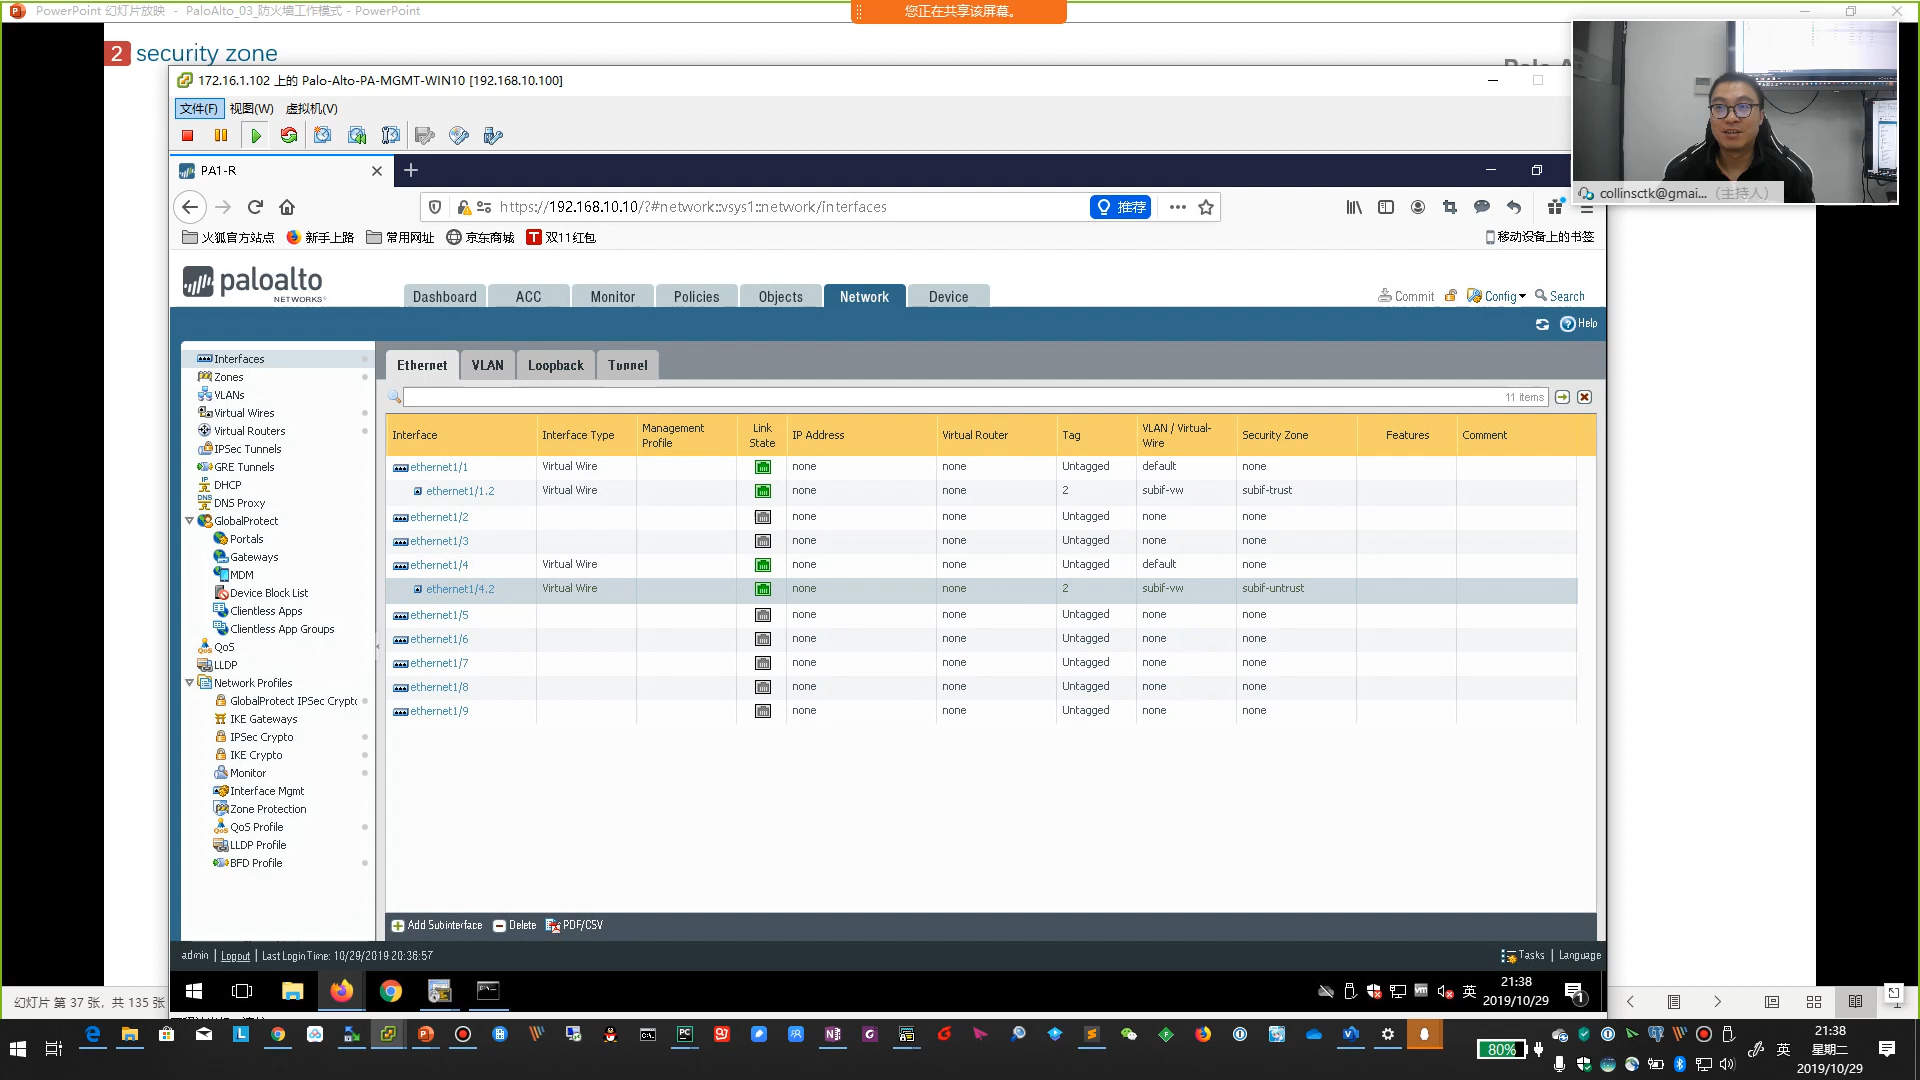 PowerPoint 幻灯片放映 - PaloAlto_03_防火墙工作模式 - PowerPoint
您正在共享该屏幕。
2 security zone
172.16.1.102 上的 Palo-Alto-PA-MGMT-WIN10 [192.168.10.100]
文件(F) 视图(W) 虚拟机(V)
collinsctk@gmai... (主持人)
PA1-R
https://192.168.10.10/?#network::vsys1::network/interfaces
推荐
火狐官方站点 新手上路 常用网址 京东商城 双11红包 移动设备上的书签
paloalto
NETWORKS
Dashboard ACC Monitor Policies Objects Network Device
Commit Config Search
Help
Interfaces
Zones
VLANs
Virtual Wires
Virtual Routers
IPSec Tunnels
GRE Tunnels
DHCP
DNS Proxy
GlobalProtect
Portals
Gateways
MDM
Device Block List
Clientless Apps
Clientless App Groups
QoS
LLDP
Network Profiles
GlobalProtect IPSec Crypto
IKE Gateways
IPSec Crypto
IKE Crypto
Monitor
Interface Mgmt
Zone Protection
QoS Profile
LLDP Profile
BFD Profile
Ethernet VLAN Loopback Tunnel
11 items
Interface Interface Type Management Profile Link State IP Address Virtual Router Tag VLAN / Virtual-Wire Security Zone Features Comment
ethernet1/1 Virtual Wire none none Untagged default none
ethernet1/1.2 Virtual Wire none none 2 subif-vw subif-trust
ethernet1/2 none none Untagged none none
ethernet1/3 none none Untagged none none
ethernet1/4 Virtual Wire none none Untagged default none
ethernet1/4.2 Virtual Wire none none 2 subif-vw subif-untrust
ethernet1/5 none none Untagged none none
ethernet1/6 none none Untagged none none
ethernet1/7 none none Untagged none none
ethernet1/8 none none Untagged none none
ethernet1/9 none none Untagged none none
Add Subinterface Delete PDF/CSV
admin | Logout | Last Login Time: 10/29/2019 20:36:57
Tasks | Language
英
21:38
2019/10/29
1
幻灯片 第 37 张，共 135 张
80%
英
21:38
星期二
2019/10/29